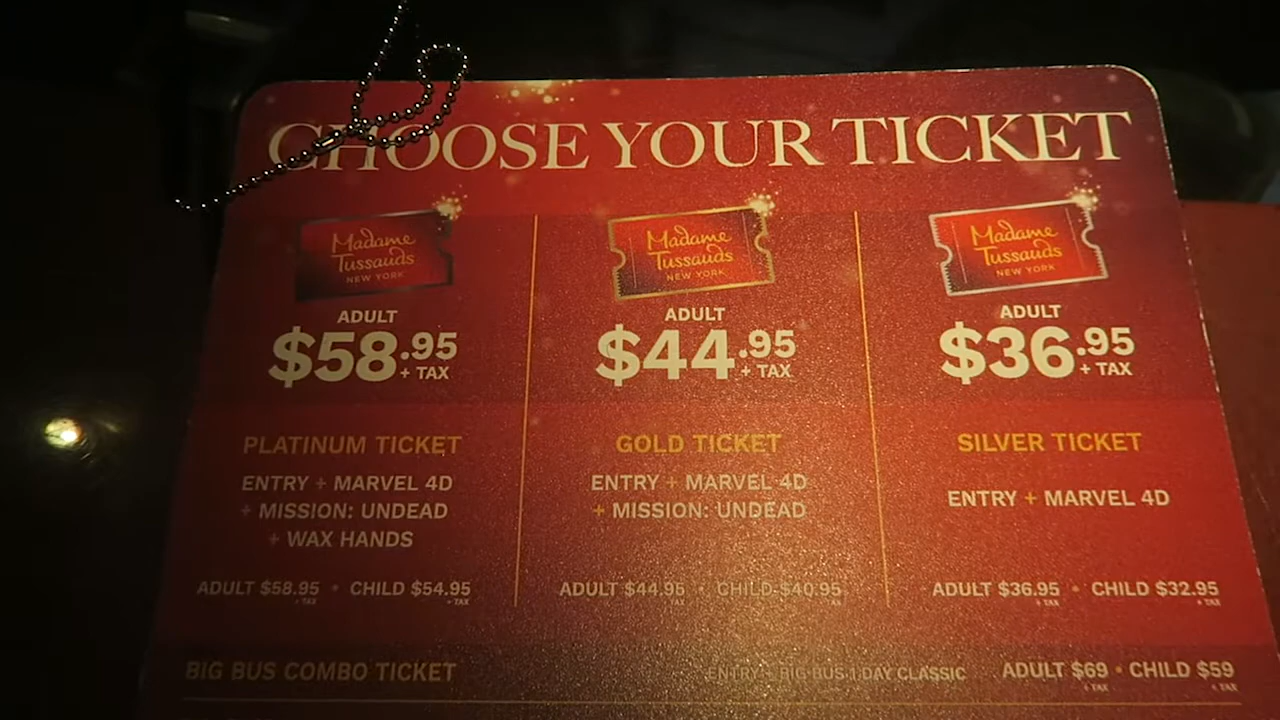 CHOOSE YOUR TICKET
Madame
Tussauds
NEW YORK
ADULT
$58.95
+ TAX
PLATINUM TICKET
ENTRY + MARVEL 4D
+ MISSION: UNDEAD
+ WAX HANDS
ADULT $58.95 • CHILD $54.95
+ TAX + TAX
Madame
Tussauds
NEW YORK
ADULT
$44.95
+ TAX
GOLD TICKET
ENTRY + MARVEL 4D
+ MISSION: UNDEAD
ADULT $44.95 • CHILD $40.95
TAX + TAX
Madame
Tussauds
NEW YORK
ADULT
$36.95
+ TAX
SILVER TICKET
ENTRY + MARVEL 4D
ADULT $36.95 • CHILD $32.95
+ TAX + TAX
BIG BUS COMBO TICKET ENTRY + BIG BUS 1 DAY CLASSIC ADULT $69 • CHILD $59
+ TAX + TAX